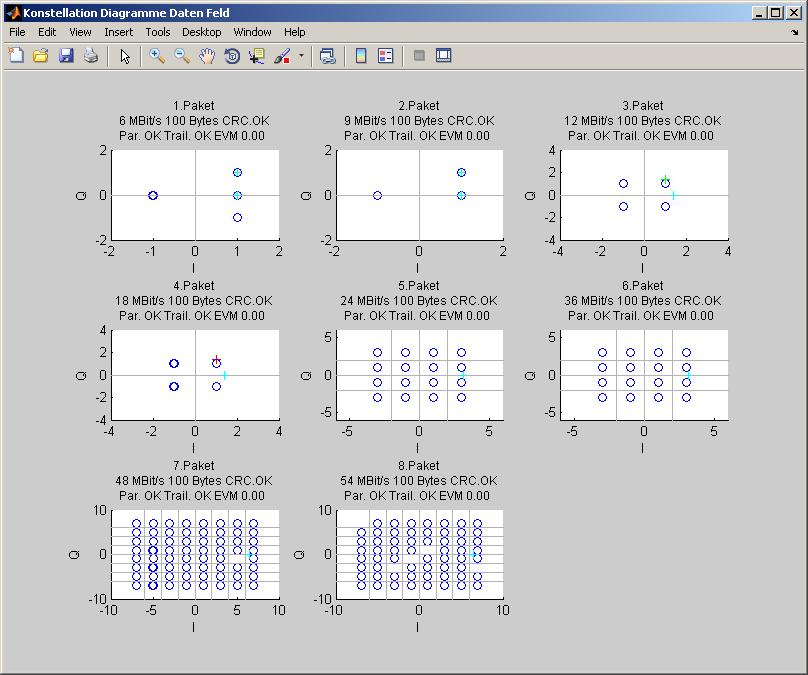 Konstellation Diagramme Daten Feld
File Edit View Insert Tools Desktop Window Help
1.Paket
6 MBit/s 100 Bytes CRC.OK
Par. OK Trail. OK EVM 0.00
2
0
-2
Q
-2 -1 0 1 2
I
2.Paket
9 MBit/s 100 Bytes CRC.OK
Par. OK Trail. OK EVM 0.00
2
0
-2
Q
-2 0 2
I
3.Paket
12 MBit/s 100 Bytes CRC.OK
Par. OK Trail. OK EVM 0.00
4
2
0
-2
-4
Q
-4 -2 0 2 4
I
4.Paket
18 MBit/s 100 Bytes CRC.OK
Par. OK Trail. OK EVM 0.00
4
2
0
-2
-4
Q
-4 -2 0 2 4
I
5.Paket
24 MBit/s 100 Bytes CRC.OK
Par. OK Trail. OK EVM 0.00
5
0
-5
Q
-5 0 5
I
6.Paket
36 MBit/s 100 Bytes CRC.OK
Par. OK Trail. OK EVM 0.00
5
0
-5
Q
-5 0 5
I
7.Paket
48 MBit/s 100 Bytes CRC.OK
Par. OK Trail. OK EVM 0.00
10
0
-10
Q
-10 -5 0 5 10
I
8.Paket
54 MBit/s 100 Bytes CRC.OK
Par. OK Trail. OK EVM 0.00
10
0
-10
Q
-10 0 10
I